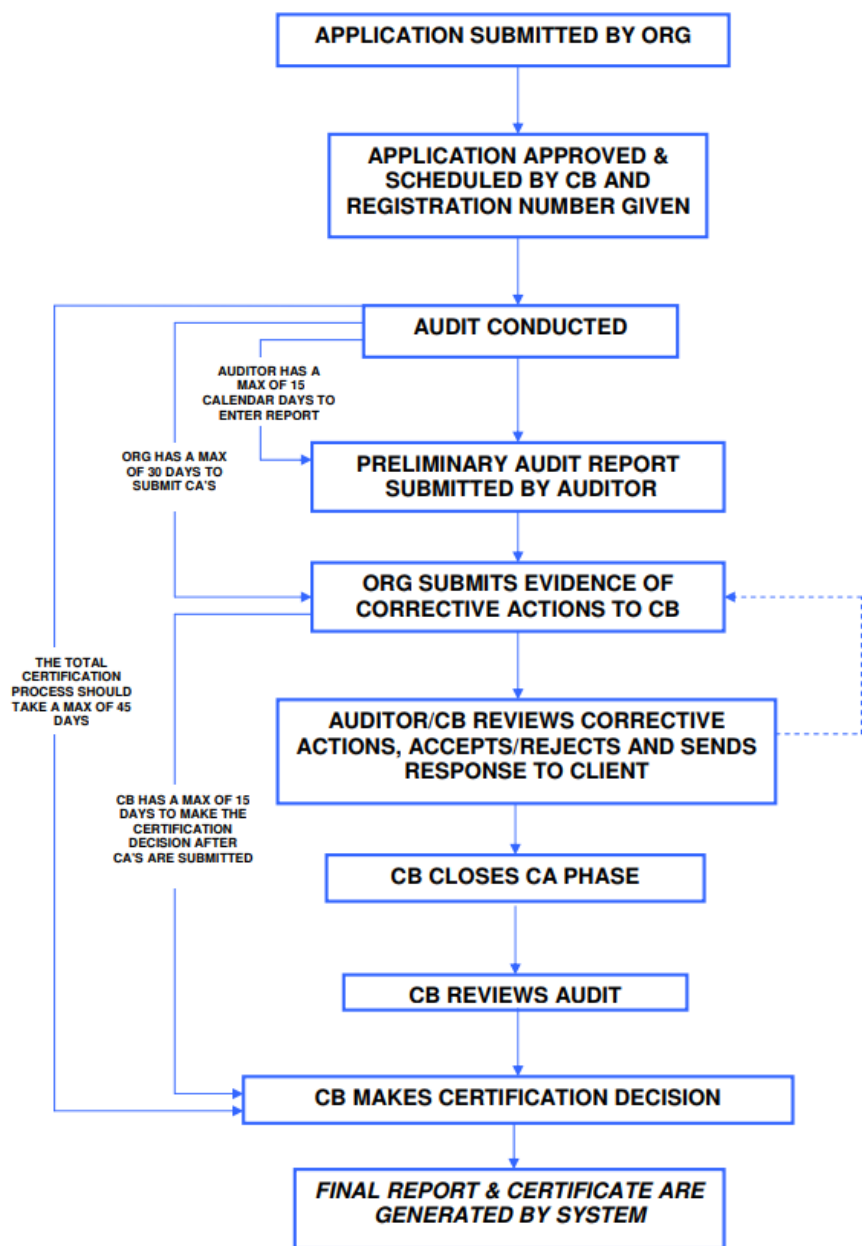 APPLICATION SUBMITTED BY ORG
APPLICATION APPROVED &
SCHEDULED BY CB AND
REGISTRATION NUMBER GIVEN
AUDIT CONDUCTED
AUDITOR HAS A
MAX OF 15
CALENDAR DAYS TO
ENTER REPORT
ORG HAS A MAX
OF 30 DAYS TO
SUBMIT CA'S
PRELIMINARY AUDIT REPORT
SUBMITTED BY AUDITOR
ORG SUBMITS EVIDENCE OF
CORRECTIVE ACTIONS TO CB
THE TOTAL
CERTIFICATION
PROCESS SHOULD
TAKE A MAX OF 45
DAYS
AUDITOR/CB REVIEWS CORRECTIVE
ACTIONS, ACCEPTS/REJECTS AND SENDS
RESPONSE TO CLIENT
CB HAS A MAX OF 15
DAYS TO MAKE THE
CERTIFICATION
DECISION AFTER
CA'S ARE SUBMITTED
CB CLOSES CA PHASE
CB REVIEWS AUDIT
CB MAKES CERTIFICATION DECISION
FINAL REPORT & CERTIFICATE ARE
GENERATED BY SYSTEM